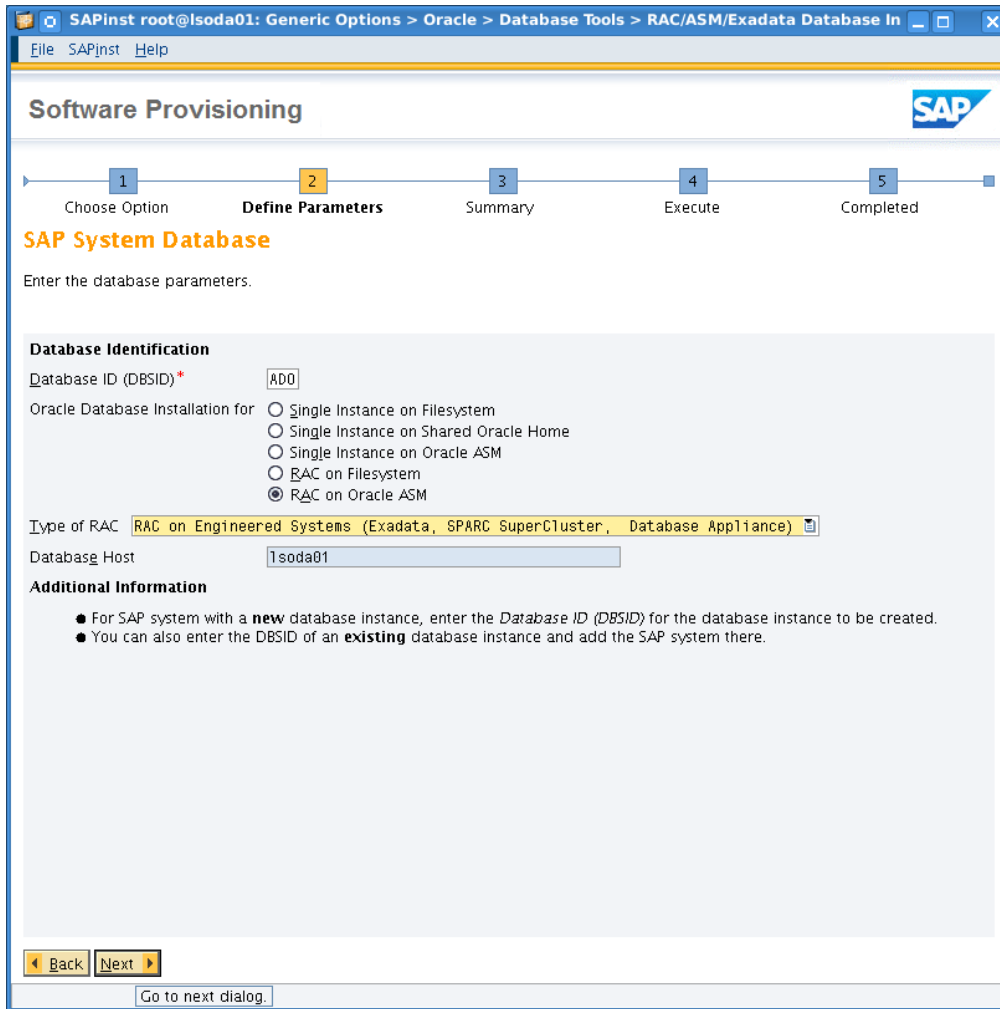 SAPinst root@lsoda01: Generic Options > Oracle > Database Tools > RAC/ASM/Exadata Database In
File SAPinst Help
Software Provisioning
SAP
1 2 3 4 5
Choose Option Define Parameters Summary Execute Completed
SAP System Database
Enter the database parameters.
Database Identification
Database ID (DBSID)* ADO
Oracle Database Installation for Single Instance on Filesystem
Single Instance on Shared Oracle Home
Single Instance on Oracle ASM
RAC on Filesystem
RAC on Oracle ASM
Type of RAC RAC on Engineered Systems (Exadata, SPARC SuperCluster, Database Appliance)
Database Host lsoda01
Additional Information
● For SAP system with a new database instance, enter the Database ID (DBSID) for the database instance to be created.
● You can also enter the DBSID of an existing database instance and add the SAP system there.
Back Next
Go to next dialog.